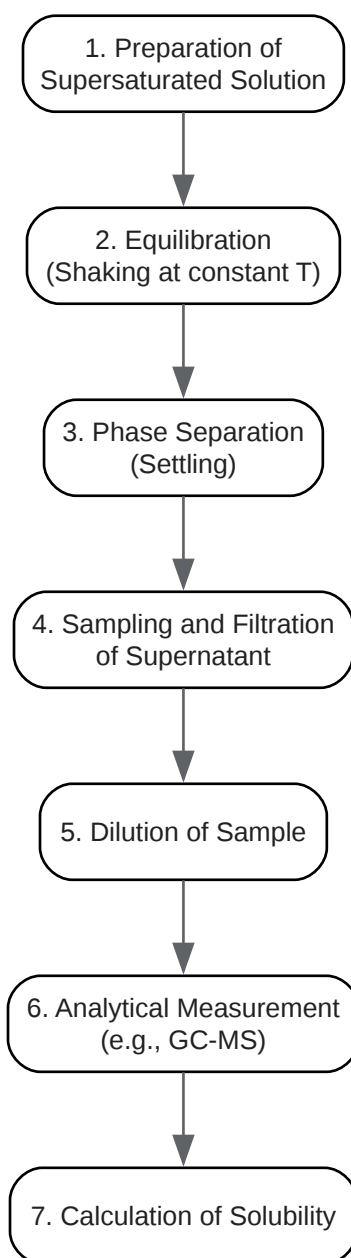 1. Preparation of
Supersaturated Solution
2. Equilibration
(Shaking at constant T)
3. Phase Separation
(Settling)
4. Sampling and Filtration
of Supernatant
5. Dilution of Sample
6. Analytical Measurement
(e.g., GC-MS)
7. Calculation of Solubility